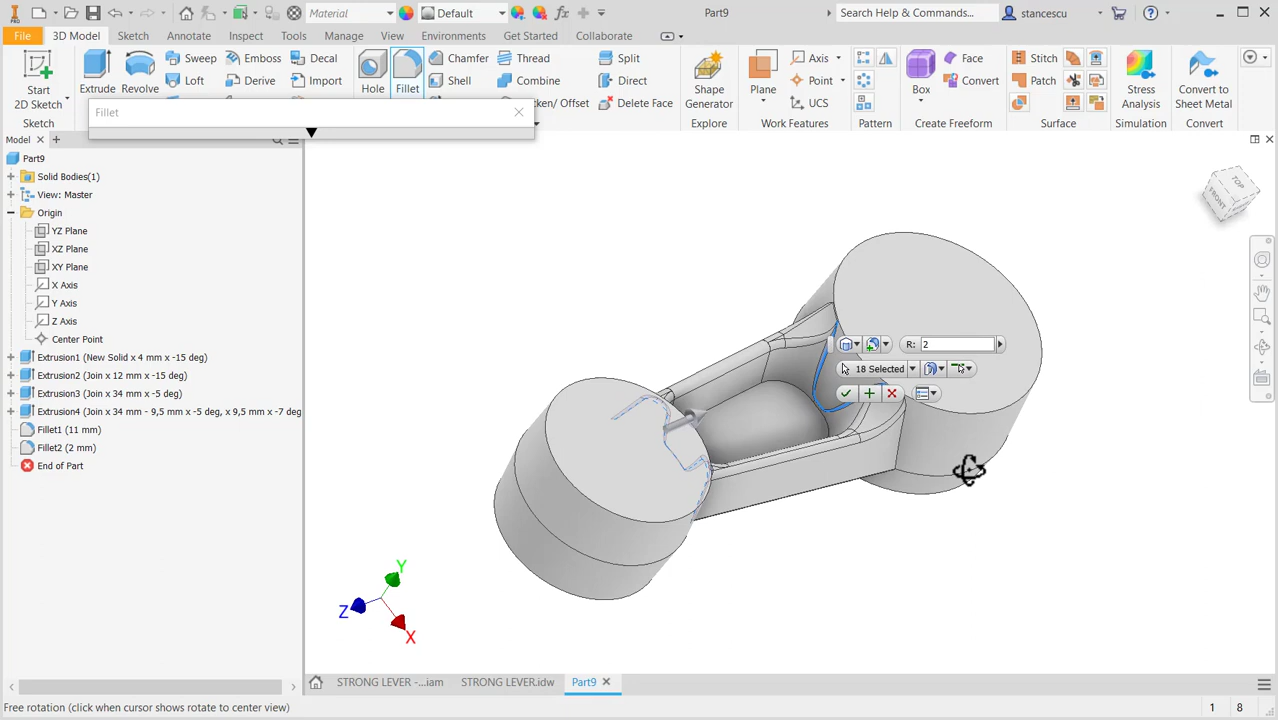 PRO
Material
Default
Part9
Search Help & Commands...
stancescu
File
3D Model
Sketch
Annotate
Inspect
Tools
Manage
View
Environments
Get Started
Collaborate
Start
2D Sketch
Extrude
Revolve
Sweep
Loft
Emboss
Derive
Decal
Import
Hole
Fillet
Chamfer
Shell
Thread
Combine
Thicken/ Offset
Split
Direct
Delete Face
Shape
Generator
Plane
Axis
Point
UCS
Box
Face
Convert
Stitch
Patch
Stress
Analysis
Convert to
Sheet Metal
Sketch
Explore
Work Features
Pattern
Create Freeform
Surface
Simulation
Convert
Fillet
Model
Part9
Solid Bodies(1)
View: Master
Origin
YZ Plane
XZ Plane
XY Plane
X Axis
Y Axis
Z Axis
Center Point
Extrusion1 (New Solid x 4 mm x -15 deg)
Extrusion2 (Join x 12 mm x -15 deg)
Extrusion3 (Join x 34 mm x -5 deg)
Extrusion4 (Join x 34 mm - 9,5 mm x -5 deg, x 9,5 mm x -7 deg
Fillet1 (11 mm)
Fillet2 (2 mm)
End of Part
TOP
FRONT
R: 2
18 Selected
Y
Z
X
STRONG LEVER -...iam
STRONG LEVER.idw
Part9
Free rotation (click when cursor shows rotate to center view)
1 8